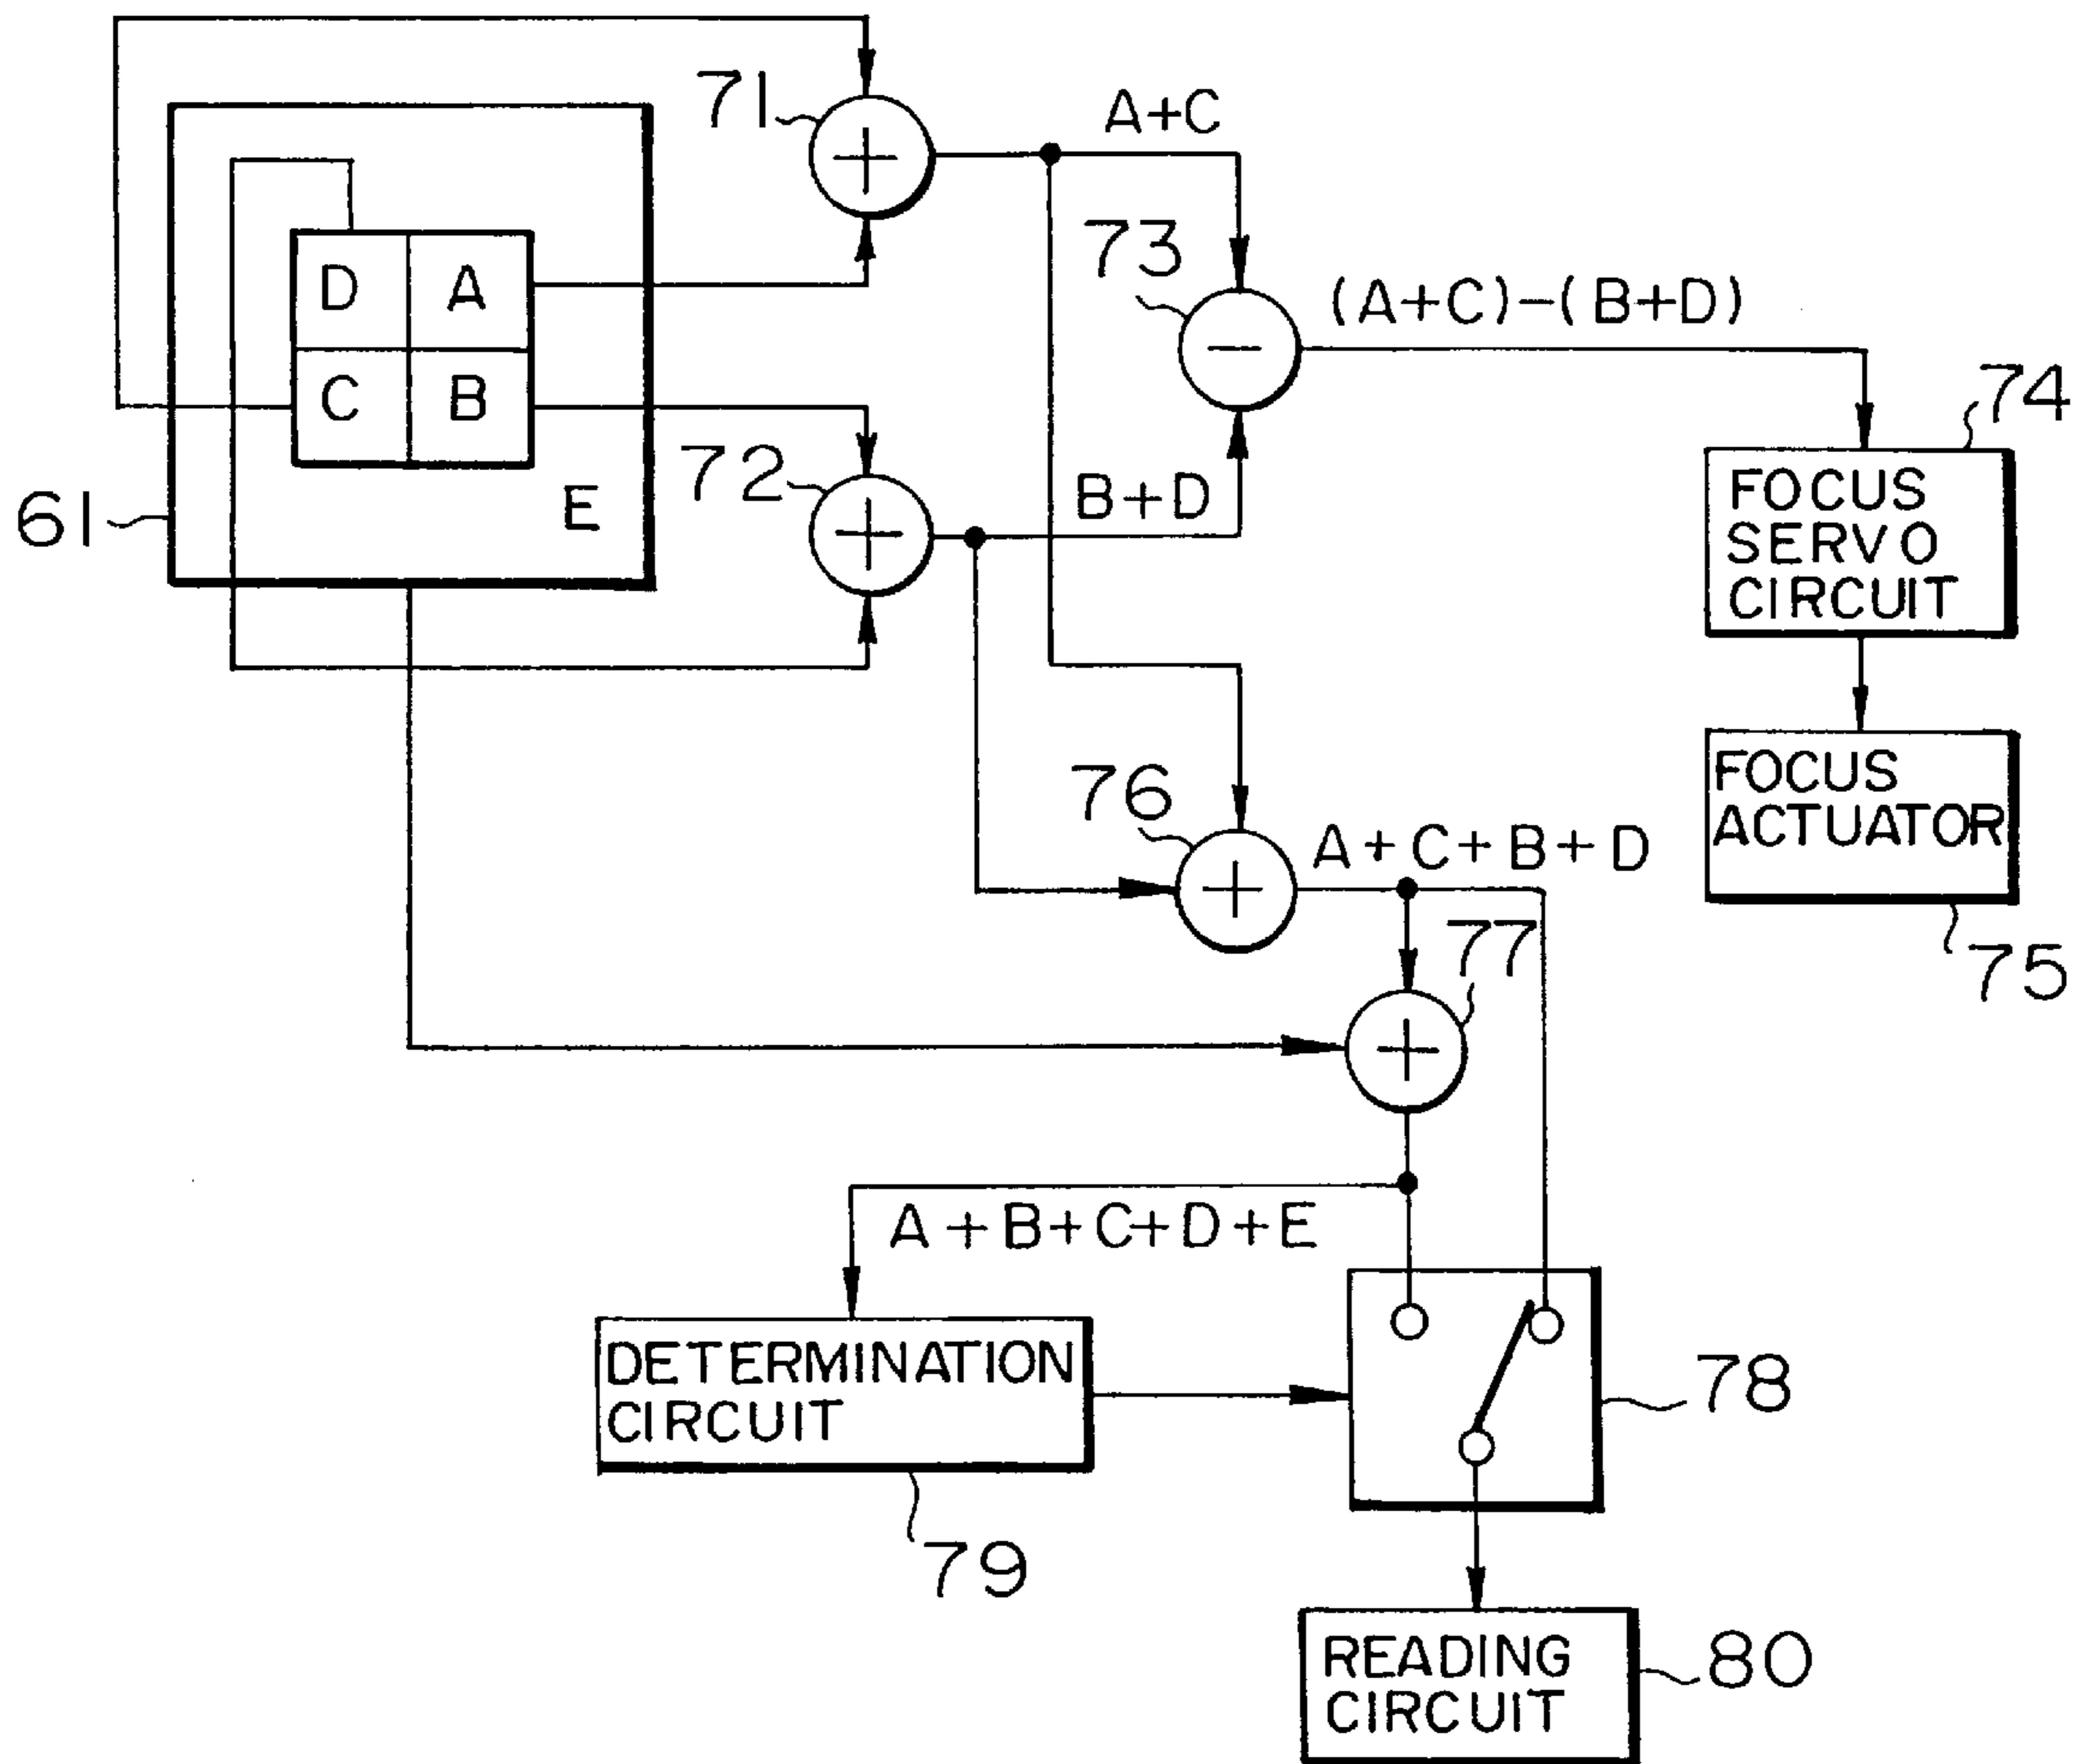 71
A+C
73
D
A
(A+C)-(B+D)
C
B
74
72
B+D
61
E
FOCUS
SERVO
CIRCUIT
+
+
-
76
FOCUS
ACTUATOR
A+C+B+D
+
77
75
+
A+B+C+D+E
DETERMINATION
CIRCUIT
78
79
READING
CIRCUIT
80